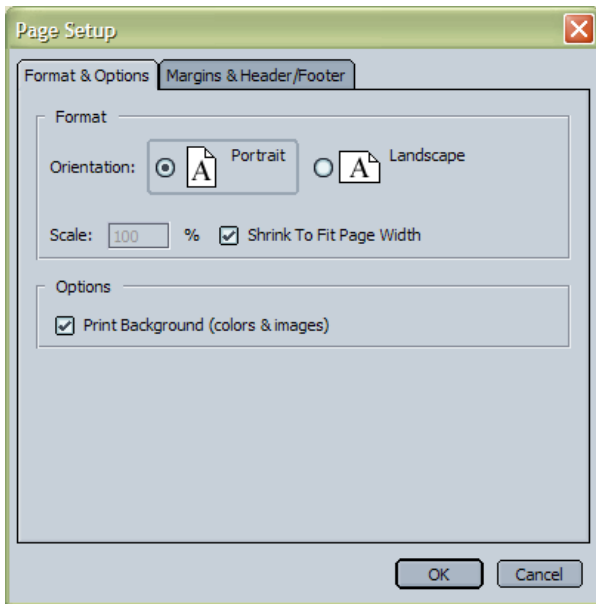 Page Setup
Format & Options
Margins & Header/Footer
Format
Orientation:
A
Portrait
A
Landscape
Scale: 100 % Shrink To Fit Page Width
Options
Print Background (colors & images)
OK
Cancel